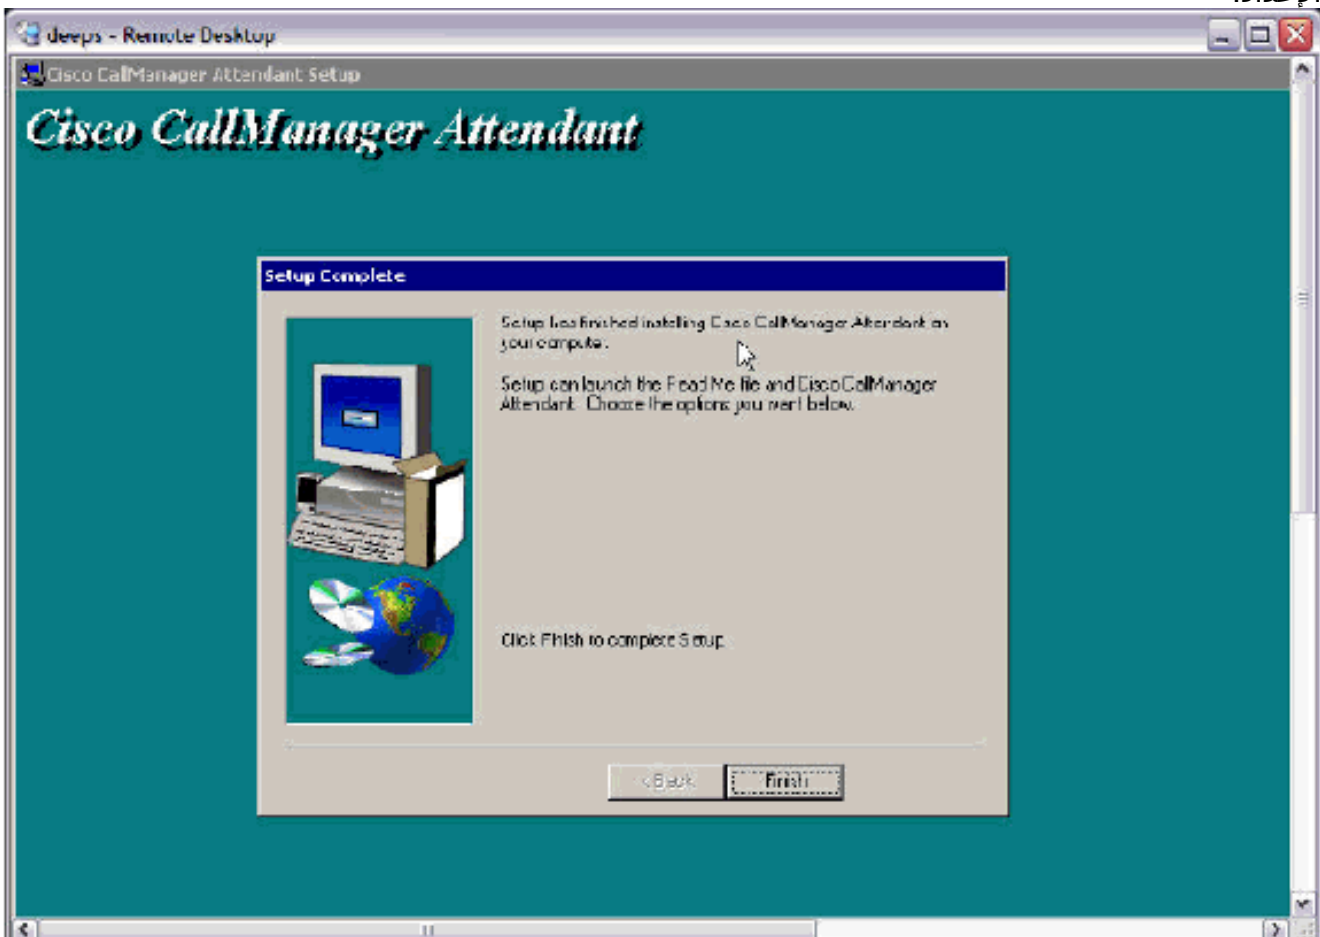 deeps - Remote Desktop
Cisco CallManager Attendant Setup
Cisco CallManager Attendant
Setup Complete
Setup has finished installing Cisco CallManager Attendant on
your computer.
Setup can launch the Read Me file and Cisco CallManager
Attendant. Choose the options you want below.
Click Finish to complete Setup.
< Back
Finish